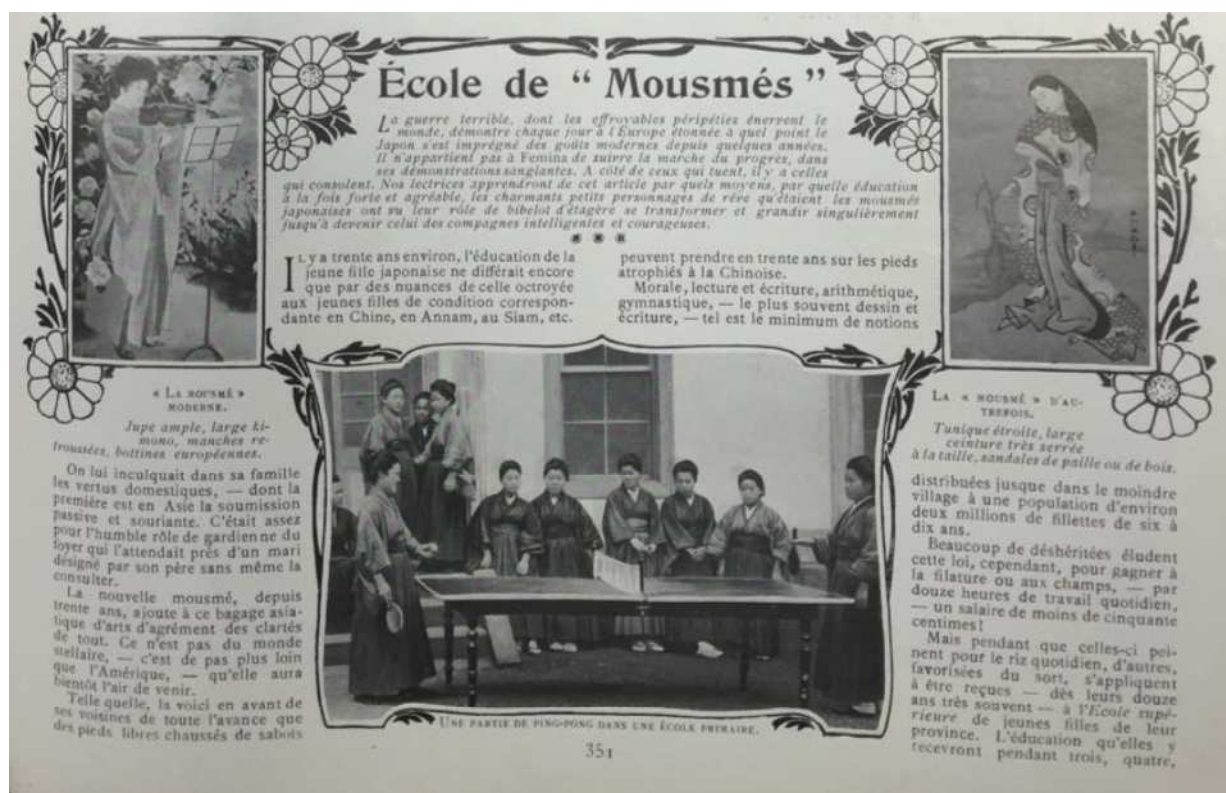 École de “ Mousmés ”
La guerre terrible, dont les effroyables péripéties énervent le
monde, démontre chaque jour à l'Europe étonnée à quel point le
Japon s'est imprégné des goûts modernes depuis quelques années.
Il n'appartient pas à Femina de suivre la marche du progrès, dans
ses démonstrations sanglantes. A côté de ceux qui tuent, il y a celles
qui consolent. Nos lectrices apprendront de cet article par quels moyens, par quelle éducation
à la fois forte et agréable, les charmants petits personnages de rêve qu'étaient les mousmés
japonaises ont su leur rôle de bibelot d'étagère se transformer et grandir singulièrement
jusqu'à devenir celui des compagnes intelligentes et courageuses.
IL y a trente ans environ, l'éducation de la
jeune fille japonaise ne différait encore
que par des nuances de celle octroyée
aux jeunes filles de condition correspon-
dante en Chine, en Annam, au Siam, etc.
« LA MOUSMÉ »
MODERNE.
Jupe ample, large ki-
mono, manches re-
troussées, bottines européennes.
On lui inculquait dans sa famille
les vertus domestiques, — dont la
première est en Asie la soumission
passive et souriante. C'était assez
pour l'humble rôle de gardienne du
foyer qui l'attendait près d'un mari
désigné par son père sans même la
consulter.
La nouvelle mousmé, depuis
trente ans, ajoute à ce bagage asia-
tique d'arts d'agrément des clartés
de tout. Ce n'est pas du monde
stellaire, — c'est de pas plus loin
que l'Amérique, — qu'elle aura
bientôt l'air de venir.
Telle quelle, la voici en avant de
ses voisines de toute l'avance que
des pieds libres chaussés de sabots
peuvent prendre en trente ans sur les pieds
atrophiés à la Chinoise.
Morale, lecture et écriture, arithmétique,
gymnastique, — le plus souvent dessin et
écriture, — tel est le minimum de notions
LA « MOUSMÉ » D'AU-
TREFOIS.
Tunique étroite, large
ceinture très serrée
à la taille, sandales de paille ou de bois.
distribuées jusque dans le moindre
village à une population d'environ
deux millions de fillettes de six à
dix ans.
Beaucoup de déshéritées éludent
cette loi, cependant, pour gagner à
la filature ou aux champs, — par
douze heures de travail quotidien,
— un salaire de moins de cinquante
centimes!
Mais pendant que celles-ci pei-
nent pour le riz quotidien, d'autres,
favorisées du sort, s'appliquent
à être reçues — dès leurs douze
ans très souvent — à l'Ecole supé-
rieure de jeunes filles de leur
province. L'éducation qu'elles y
recevront pendant trois, quatre,
UNE PARTIE DE PING-PONG DANS UNE ÉCOLE PRIMAIRE.
351